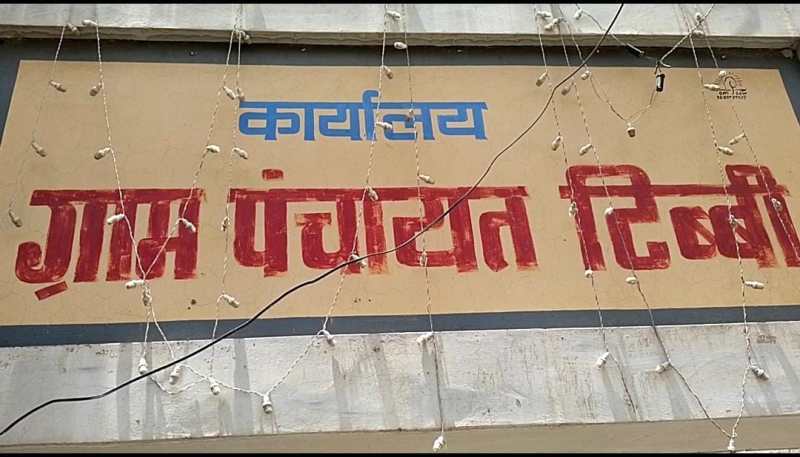 कार्यालय
ग्राम पंचायत टिब्बी